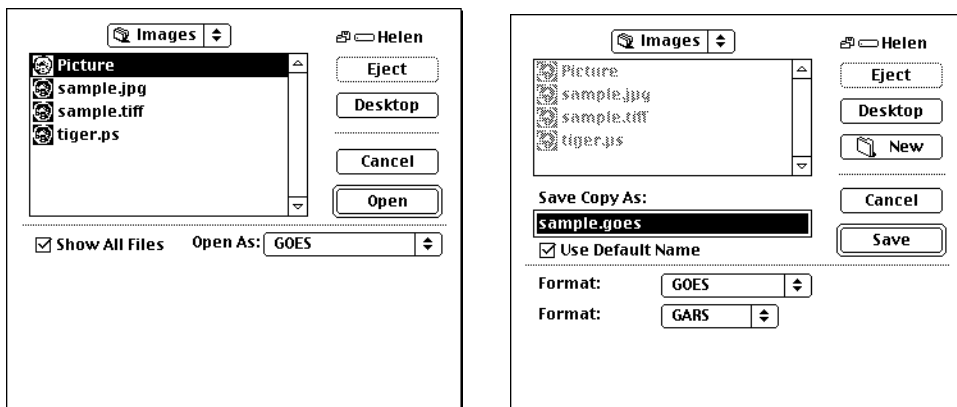 Images
Helen
Picture
sample.jpg
sample.tiff
tiger.ps
Eject
Desktop
Cancel
Open
Show All Files
Open As: GOES
Images
Helen
Picture
sample.jpg
sample.tiff
tiger.ps
Eject
Desktop
New
Save Copy As:
sample.goes
Use Default Name
Cancel
Save
Format: GOES
Format: GARS